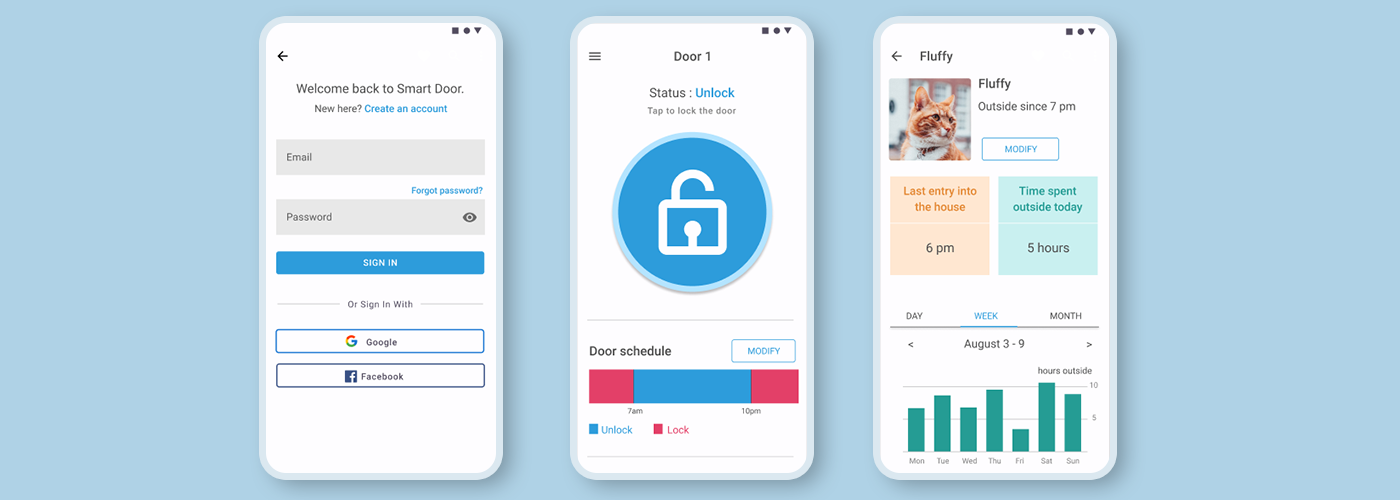 Welcome back to Smart Door.
New here? Create an account
Email
Forgot password?
Password
SIGN IN
Or Sign In With
Google
Facebook
Door 1
Status : Unlock
Tap to lock the door
Door schedule
MODIFY
7am
10pm
Unlock
Lock
Fluffy
Fluffy
Outside since 7 pm
MODIFY
Last entry into
the house
6 pm
Time spent
outside today
5 hours
DAY
WEEK
MONTH
< August 3 - 9 >
hours outside
10
5
Mon Tue Wed Thu Fri Sat Sun